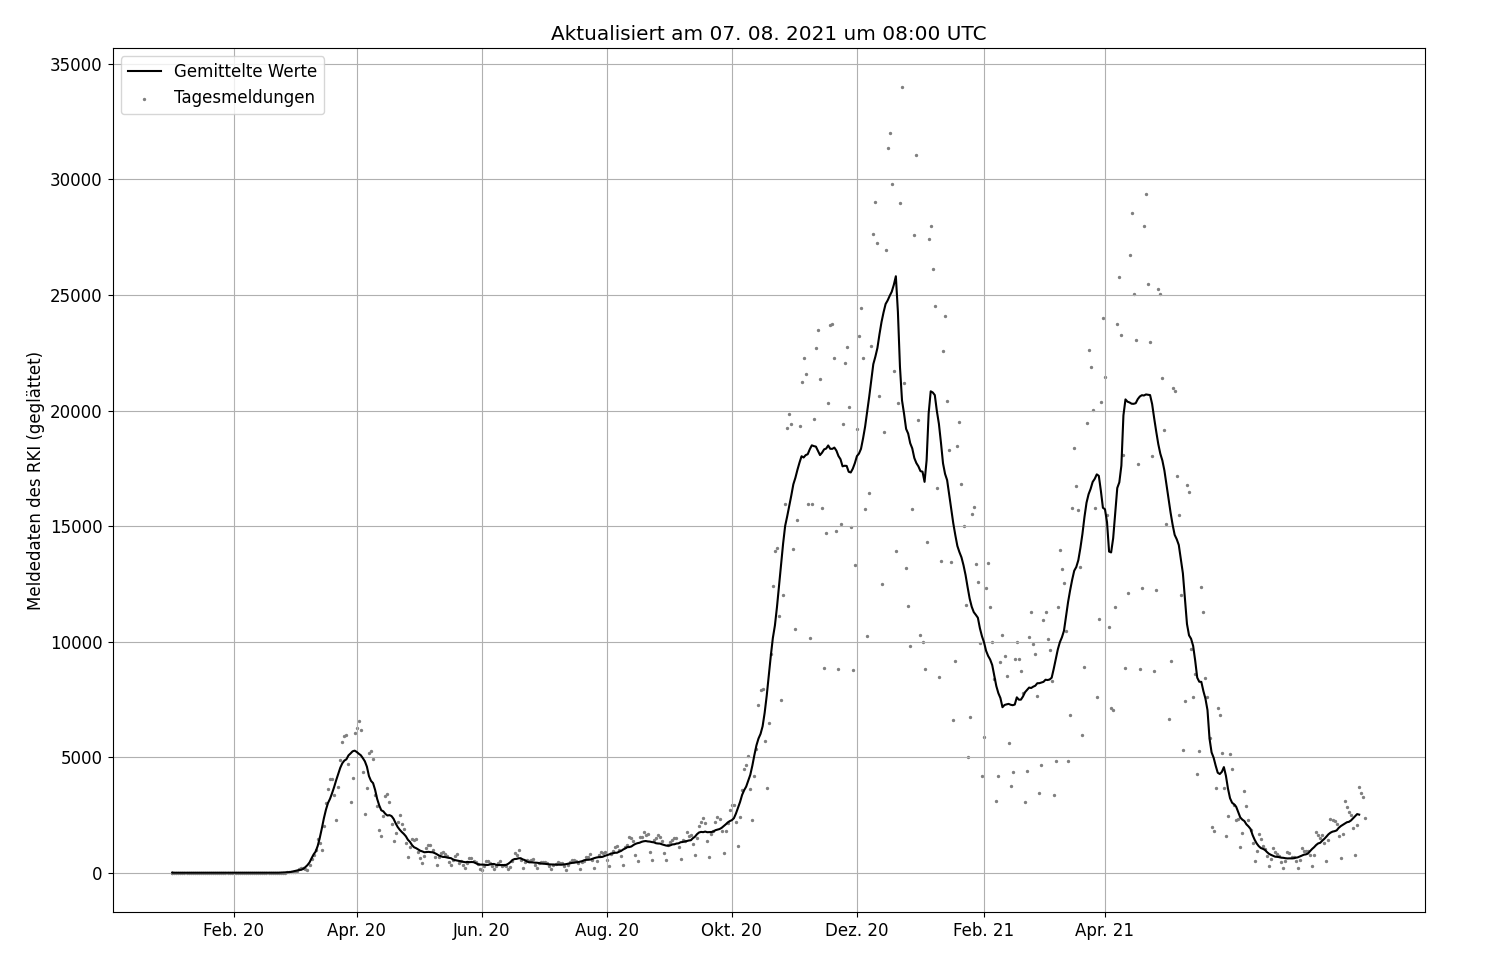 Aktualisiert am 07. 08. 2021 um 08:00 UTC
Gemittelte Werte
Tagesmeldungen
Meldedaten des RKI (geglättet)
35000
30000
25000
20000
15000
10000
5000
0
Feb. 20 Apr. 20 Jun. 20 Aug. 20 Okt. 20 Dez. 20 Feb. 21 Apr. 21